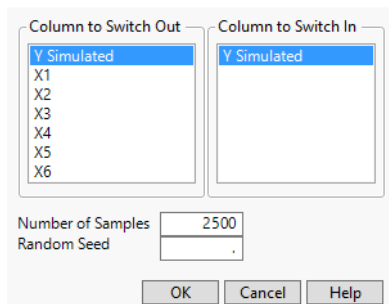 Column to Switch Out
Column to Switch In
Y Simulated
X1
X2
X3
X4
X5
X6
Y Simulated
Number of Samples 2500
Random Seed .
OK Cancel Help